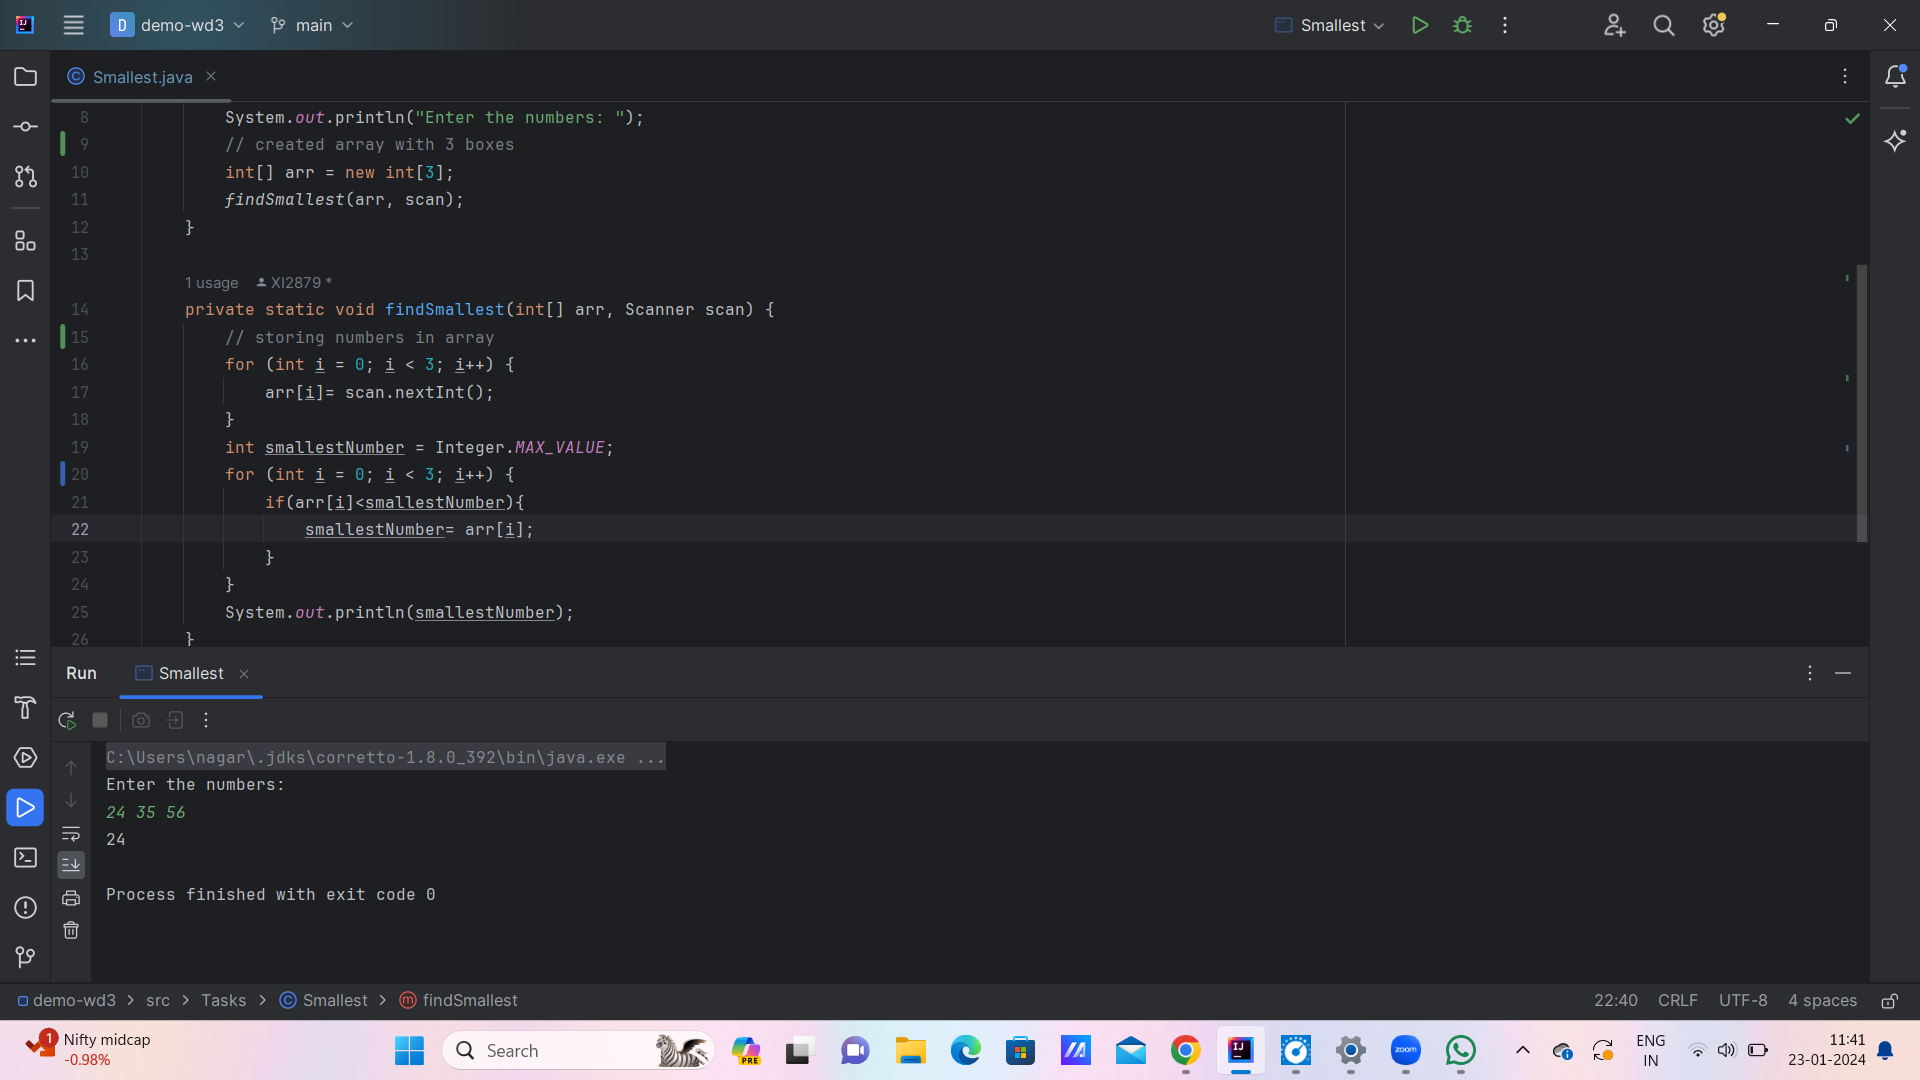 D demo-wd3 main Smallest
Smallest.java
8 System.out.println("Enter the numbers: ");
9 // created array with 3 boxes
10 int[] arr = new int[3];
11 findSmallest(arr, scan);
12 }
13
1 usage XI2879 *
14 private static void findSmallest(int[] arr, Scanner scan) {
15 // storing numbers in array
16 for (int i = 0; i < 3; i++) {
17 arr[i]= scan.nextInt();
18 }
19 int smallestNumber = Integer.MAX_VALUE;
20 for (int i = 0; i < 3; i++) {
21 if(arr[i]<smallestNumber){
22 smallestNumber= arr[i];
23 }
24 }
25 System.out.println(smallestNumber);
26 }
Run Smallest
C:\Users\nagar\.jdks\corretto-1.8.0_392\bin\java.exe ...
Enter the numbers:
24 35 56
24
Process finished with exit code 0
demo-wd3 > src > Tasks > Smallest > findSmallest 22:40 CRLF UTF-8 4 spaces
1 Nifty midcap
-0.98%
Search
PRE
zoom
ENG
IN
11:41
23-01-2024